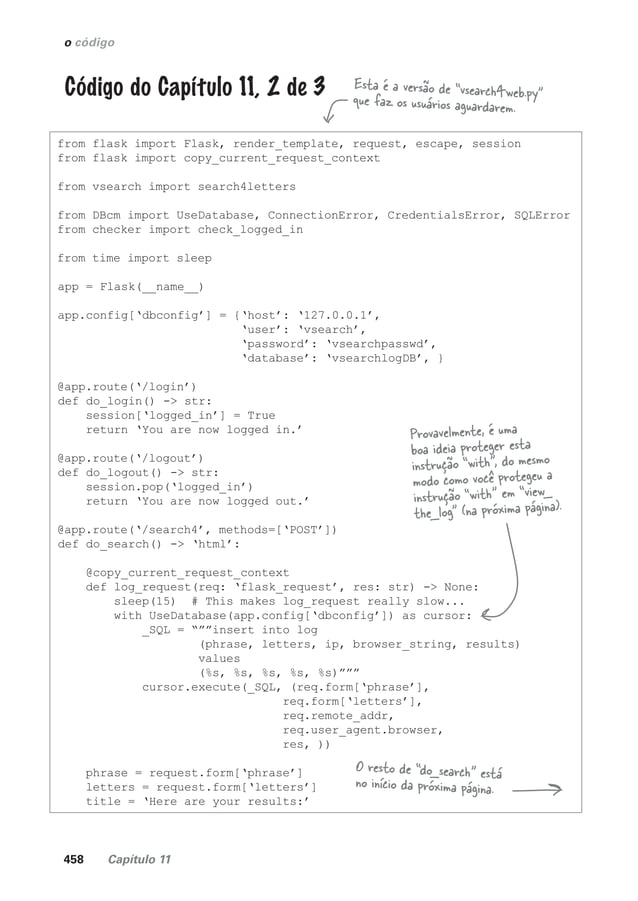 o código
Código do Capítulo 11, 2 de 3
Esta é a versão de “vsearch4web.py”
que faz os usuários aguardarem.
from flask import Flask, render_template, request, escape, session
from flask import copy_current_request_context
from vsearch import search4letters
from DBcm import UseDatabase, ConnectionError, CredentialsError, SQLError
from checker import check_logged_in
from time import sleep
app = Flask(__name__)
app.config[‘dbconfig’] = {‘host’: ‘127.0.0.1’,
‘user’: ‘vsearch’,
‘password’: ‘vsearchpasswd’,
‘database’: ‘vsearchlogDB’, }
@app.route(‘/login’)
def do_login() -> str:
session[‘logged_in’] = True
return ‘You are now logged in.’
@app.route(‘/logout’)
def do_logout() -> str:
session.pop(‘logged_in’)
return ‘You are now logged out.’
Provavelmente, é uma
boa ideia proteger esta
instrução “with”, do mesmo
modo como você protegeu a
instrução “with” em “view_
the_log” (na próxima página).
@app.route(‘/search4’, methods=[‘POST’])
def do_search() -> ‘html’:
@copy_current_request_context
def log_request(req: ‘flask_request’, res: str) -> None:
sleep(15) # This makes log_request really slow...
with UseDatabase(app.config[‘dbconfig’]) as cursor:
_SQL = “””insert into log
(phrase, letters, ip, browser_string, results)
values
(%s, %s, %s, %s, %s)”””
cursor.execute(_SQL, (req.form[‘phrase’],
req.form[‘letters’],
req.remote_addr,
req.user_agent.browser,
res, ))
phrase = request.form[‘phrase’]
letters = request.form[‘letters’]
title = ‘Here are your results:’
O resto de “do_search” está
no início da próxima página.
458 Capítulo 11